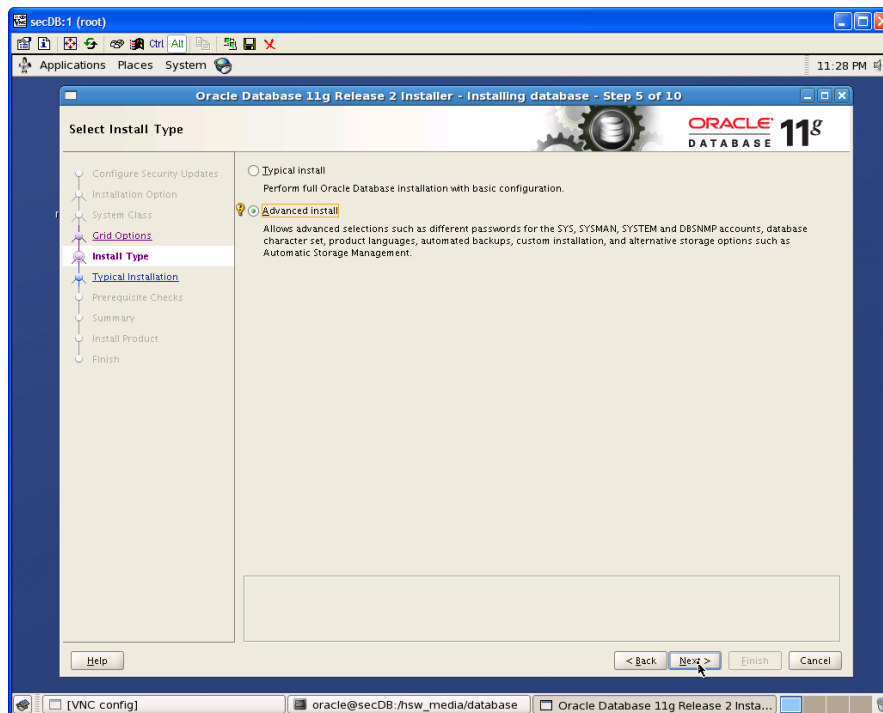 secDB:1 (root)
Ctrl Alt
Applications Places System
11:28 PM
Oracle Database 11g Release 2 Installer - Installing database - Step 5 of 10
Select Install Type
ORACLE 11g
DATABASE
Configure Security Updates
Installation Option
System Class
Grid Options
Install Type
Typical Installation
Prerequisite Checks
Summary
Install Product
Finish
Typical install
Perform full Oracle Database installation with basic configuration.
Advanced install
Allows advanced selections such as different passwords for the SYS, SYSMAN, SYSTEM and DBSNMP accounts, database
character set, product languages, automated backups, custom installation, and alternative storage options such as
Automatic Storage Management.
Help
< Back
Next >
Finish
Cancel
[VNC config]
oracle@secDB:/hsw_media/database
Oracle Database 11g Release 2 Insta...